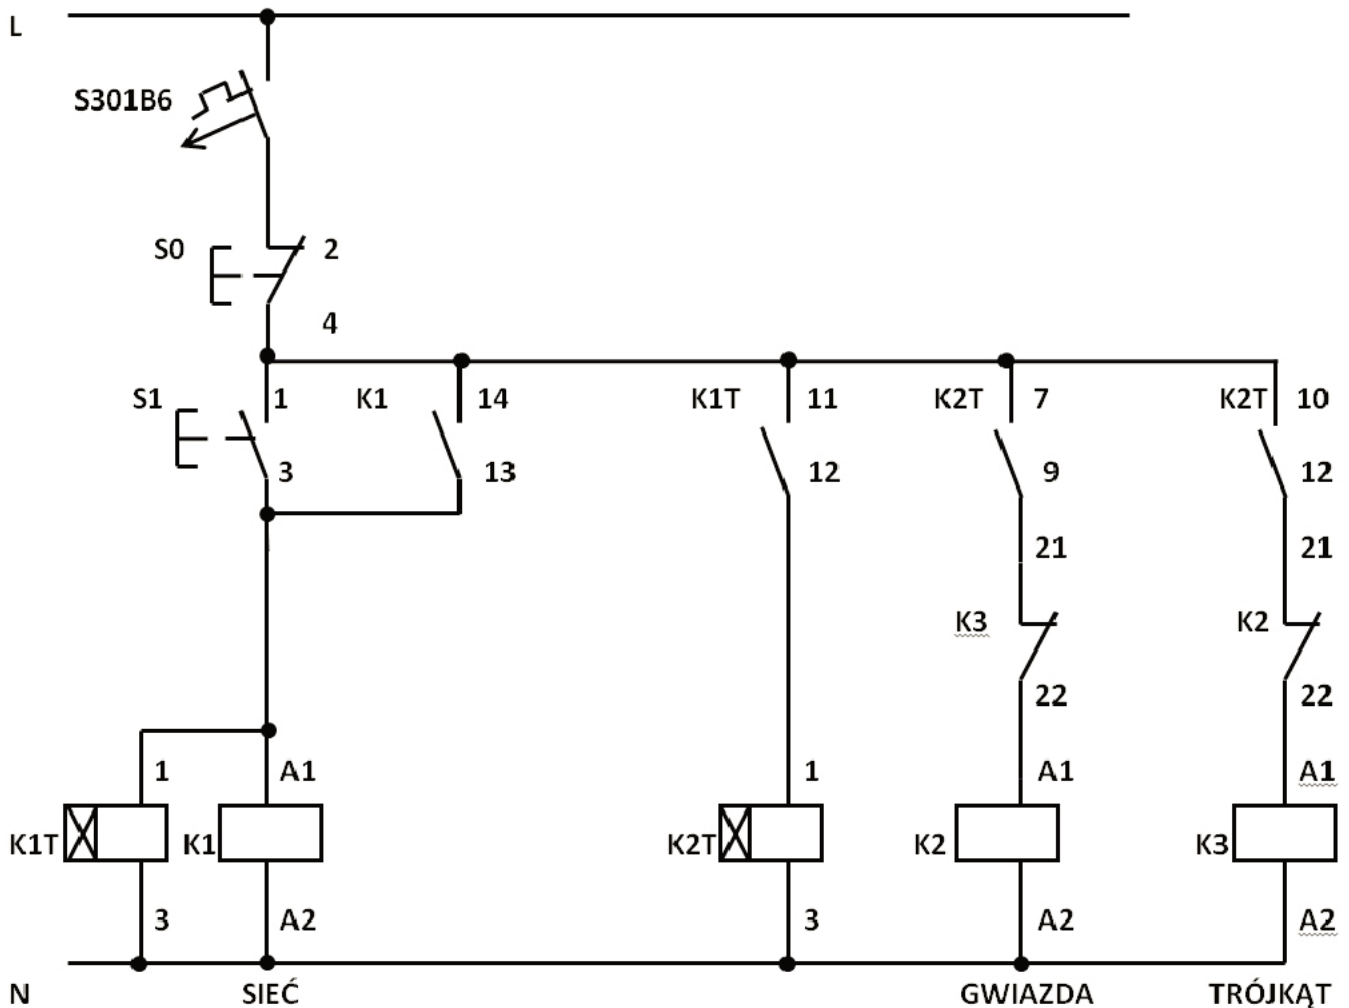 L
S301B6
S0 2
4
S1 1 K1 14 K1T 11 K2T 7 K2T 10
3 13 12 9 12
21 21
K3 K2
22 22
1 A1 1 A1 A1
K1T K1 K2T K2 K3
3 A2 3 A2 A2
N SIEĆ GWIAZDA TRÓJKĄT